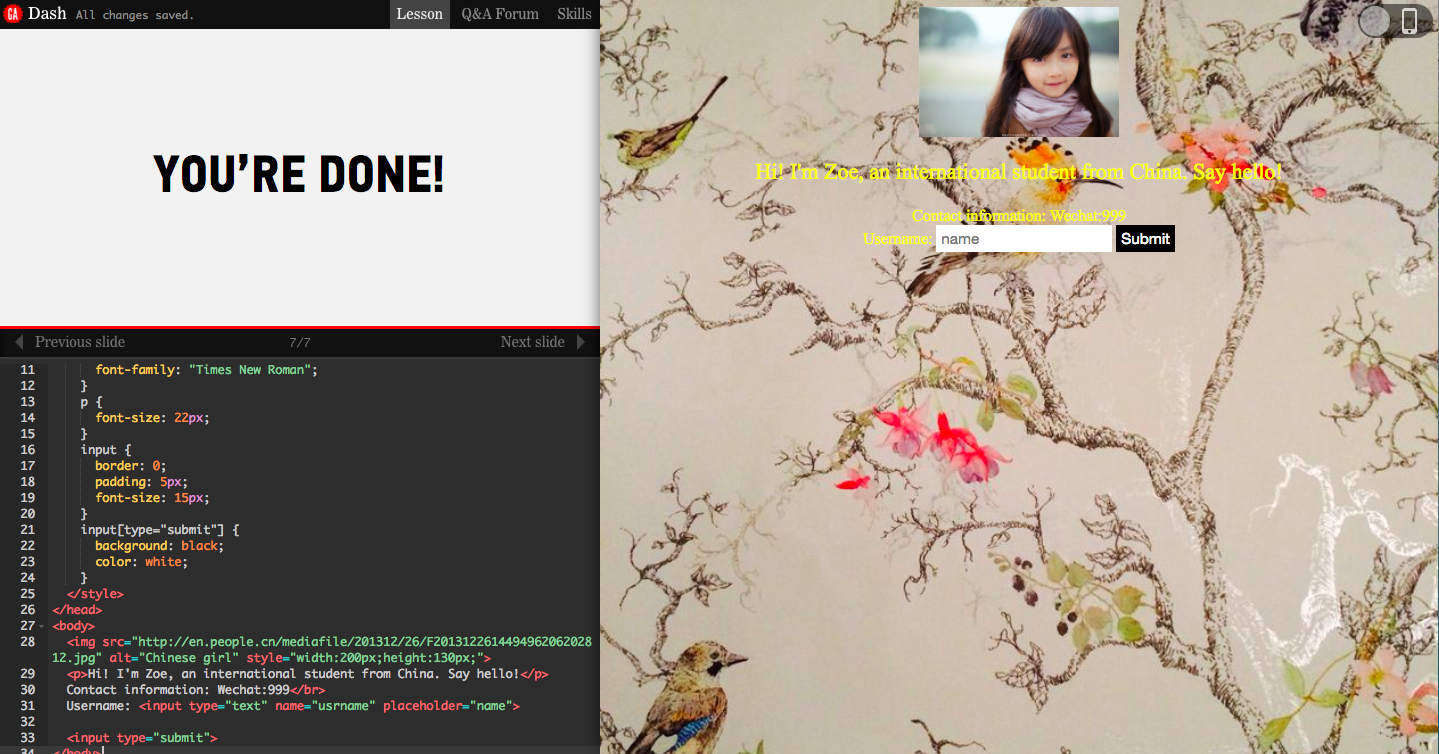 GA Dash All changes saved. Lesson Q&A Forum Skills
YOU'RE DONE!
Previous slide 7/7 Next slide
11 font-family: "Times New Roman";
12 }
13 p {
14 font-size: 22px;
15 }
16 input {
17 border: 0;
18 padding: 5px;
19 font-size: 15px;
20 }
21 input[type="submit"] {
22 background: black;
23 color: white;
24 }
25 </style>
26 </head>
27 <body>
28 <img src="http://en.people.cn/mediafile/201312/26/F2013122614494962062028
12.jpg" alt="Chinese girl" style="width:200px;height:130px;">
29 <p>Hi! I'm Zoe, an international student from China. Say hello!</p>
30 Contact information: Wechat:999</br>
31 Username: <input type="text" name="usrname" placeholder="name">
32
33 <input type="submit">
34 </body>
Hi! I'm Zoe, an international student from China. Say hello!
Contact information: Wechat:999
Username: name Submit